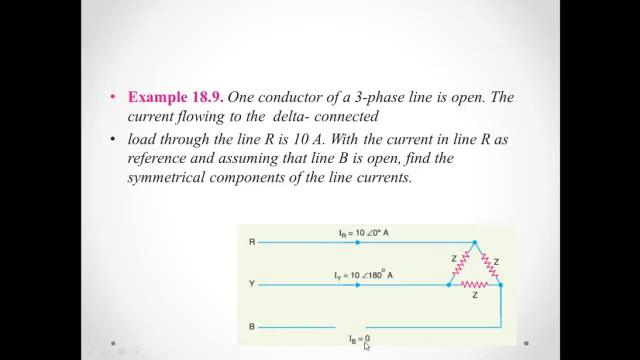 • Example 18.9. One conductor of a 3-phase line is open. The
current flowing to the delta- connected
• load through the line R is 10 A. With the current in line R as
reference and assuming that line B is open, find the
symmetrical components of the line currents.
I_R = 10 ∠0° A
R
Z Z
I_Y = 10 ∠180° A
Y
Z
B
I_B = 0